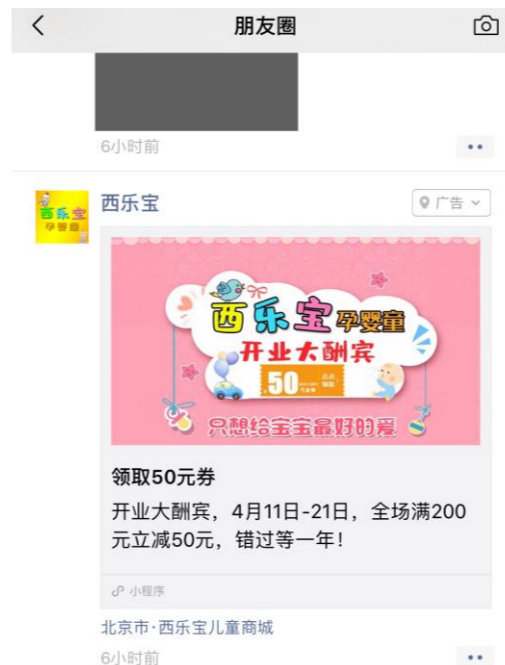 朋友圈
6小时前
西乐宝
广告
西乐宝
孕婴童
西乐宝孕婴童
开业大酬宾
50
只想给宝宝最好的爱
领取50元券
开业大酬宾，4月11日-21日，全场满200
元立减50元，错过等一年！
小程序
北京市·西乐宝儿童商城
6小时前